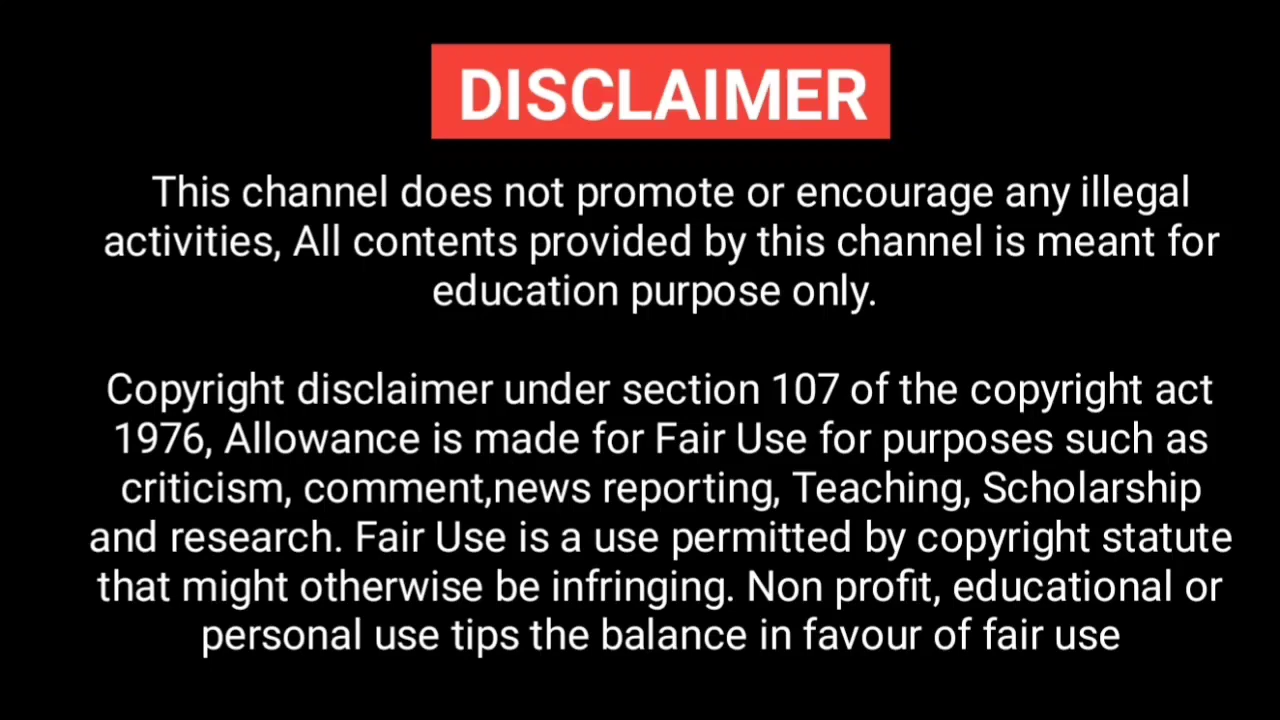 DISCLAIMER
This channel does not promote or encourage any illegal
activities, All contents provided by this channel is meant for
education purpose only.
Copyright disclaimer under section 107 of the copyright act
1976, Allowance is made for Fair Use for purposes such as
criticism, comment,news reporting, Teaching, Scholarship
and research. Fair Use is a use permitted by copyright statute
that might otherwise be infringing. Non profit, educational or
personal use tips the balance in favour of fair use